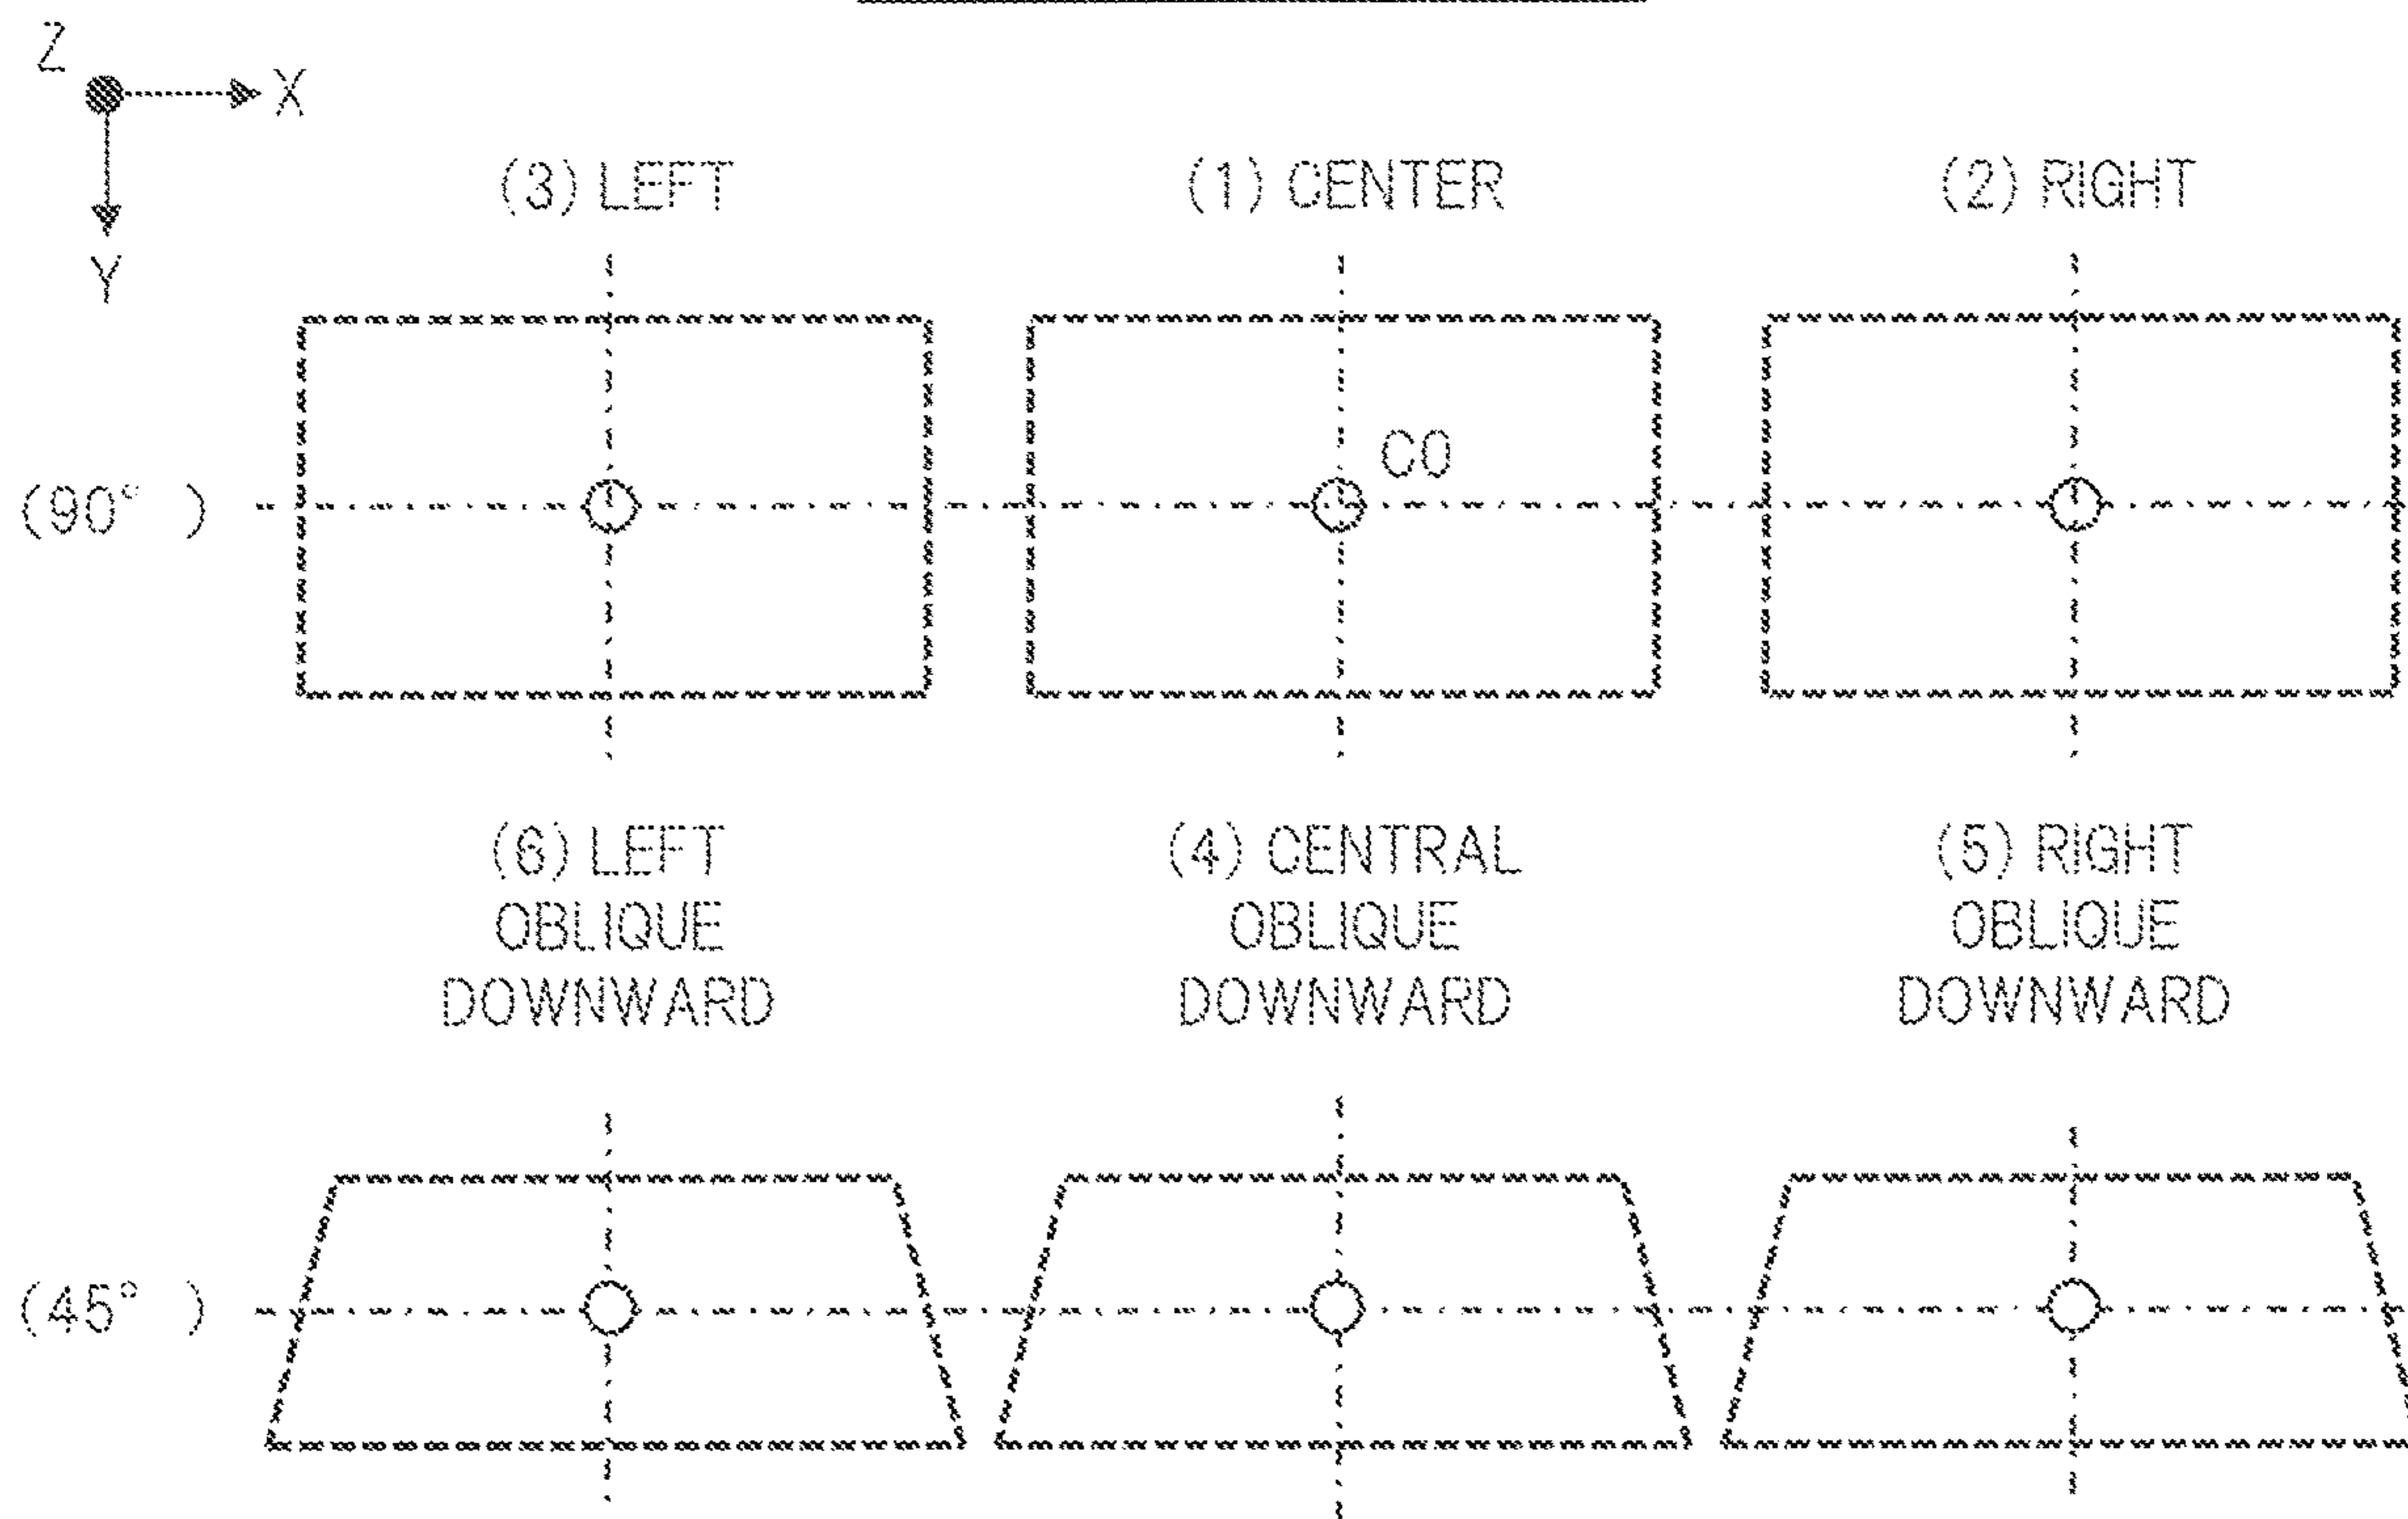 Z
X
Y
(3) LEFT
(1) CENTER
(2) RIGHT
C0
(90° )
(6) LEFT
OBLIQUE
DOWNWARD
(4) CENTRAL
OBLIQUE
DOWNWARD
(5) RIGHT
OBLIQUE
DOWNWARD
(45° )